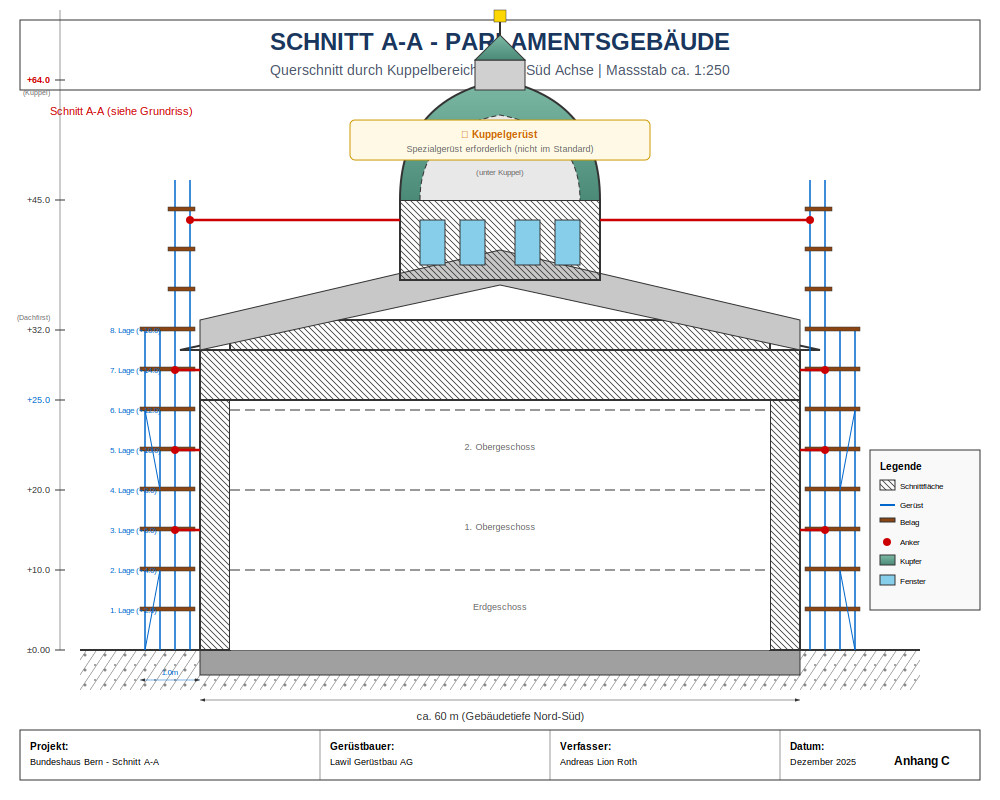 SCHNITT A-A - PARLAMENTSGEBÄUDE
Querschnitt durch Kuppelbereich Süd Achse | Massstab ca. 1:250
+64.0
(Kuppel)
Schnitt A-A (siehe Grundriss)
Kuppelgerüst
Spezialgerüst erforderlich (nicht im Standard)
(unter Kuppel)
+45.0
(Dachfirst)
+32.0
8. Lage
7. Lage
+25.0
6. Lage
2. Obergeschoss
5. Lage
+20.0
4. Lage
3. Lage
1. Obergeschoss
+10.0
2. Lage
1. Lage
Erdgeschoss
±0.00
Legende
Schnittfläche
Gerüst
Belag
Anker
Kupfer
Fenster
ca. 60 m (Gebäudetiefe Nord-Süd)
Projekt:
Bundeshaus Bern - Schnitt A-A
Gerüstbauer:
Lawil Gerüstbau AG
Verfasser:
Andreas Lion Roth
Datum:
Dezember 2025
Anhang C